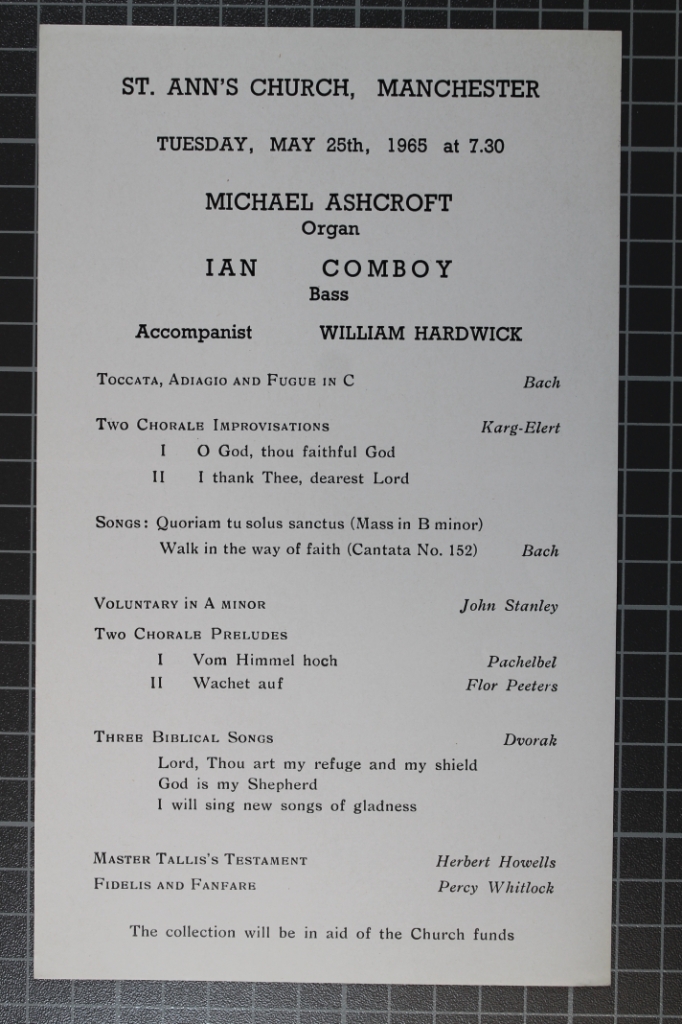 ST. ANN'S CHURCH, MANCHESTER
TUESDAY, MAY 25th, 1965 at 7.30
MICHAEL ASHCROFT
Organ
IAN COMBOY
Bass
Accompanist WILLIAM HARDWICK
TOCCATA, ADIAGIO AND FUGUE IN C Bach
TWO CHORALE IMPROVISATIONS Karg-Elert
I O God, thou faithful God
II I thank Thee, dearest Lord
SONGS: Quoriam tu solus sanctus (Mass in B minor)
Walk in the way of faith (Cantata No. 152) Bach
VOLUNTARY IN A MINOR John Stanley
TWO CHORALE PRELUDES
I Vom Himmel hoch Pachelbel
II Wachet auf Flor Peeters
THREE BIBLICAL SONGS Dvorak
Lord, Thou art my refuge and my shield
God is my Shepherd
I will sing new songs of gladness
MASTER TALLIS'S TESTAMENT Herbert Howells
FIDELIS AND FANFARE Percy Whitlock
The collection will be in aid of the Church funds